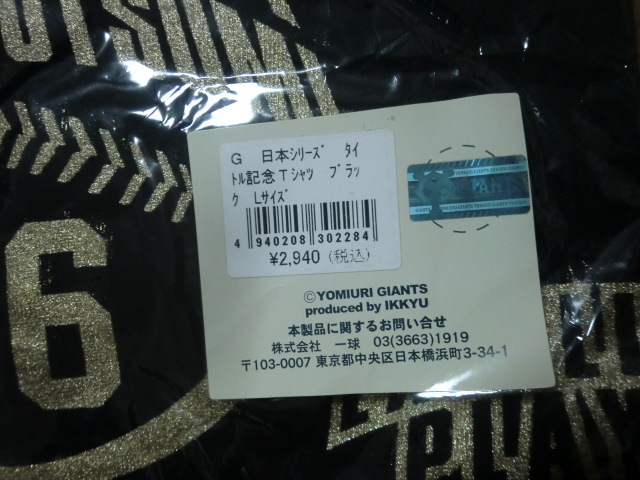 6
G 日本シリーズ タイ
トル記念Tシャツ ブラッ
ク Lサイズ
4 940208 302284
¥2,940 (税込)
©YOMIURI GIANTS
produced by IKKYU
本製品に関するお問い合せ
株式会社 一球 03(3663)1919
〒103-0007 東京都中央区日本橋浜町3-34-1